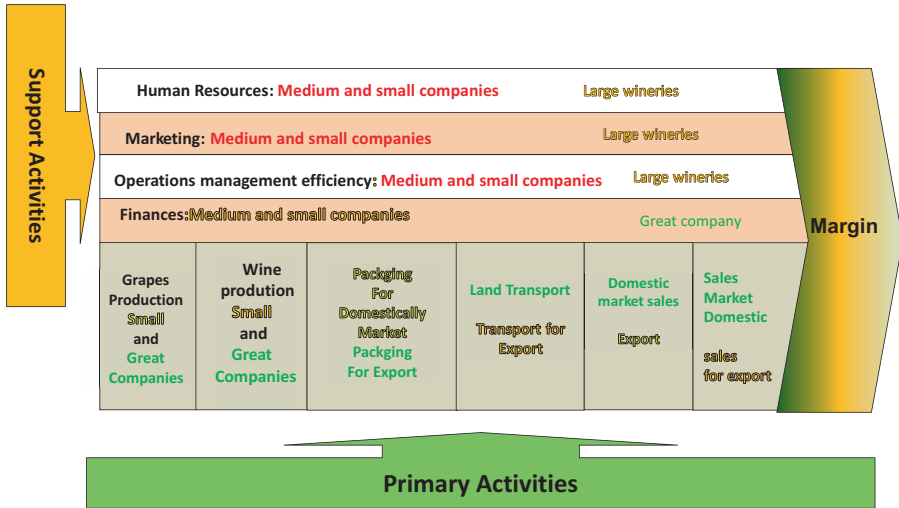 Support Activities
Human Resources: Medium and small companies Large wineries
Marketing: Medium and small companies Large wineries
Operations management efficiency: Medium and small companies Large wineries
Finances:Medium and small companies Great company
Margin
Grapes
Production
Small
and
Great
Companies
Wine
prodution
Small
and
Great
Companies
Packging
For
Domestically
Market
Packging
For Export
Land Transport
Transport for
Export
Domestic
market sales
Export
Sales
Market
Domestic
sales
for export
Primary Activities